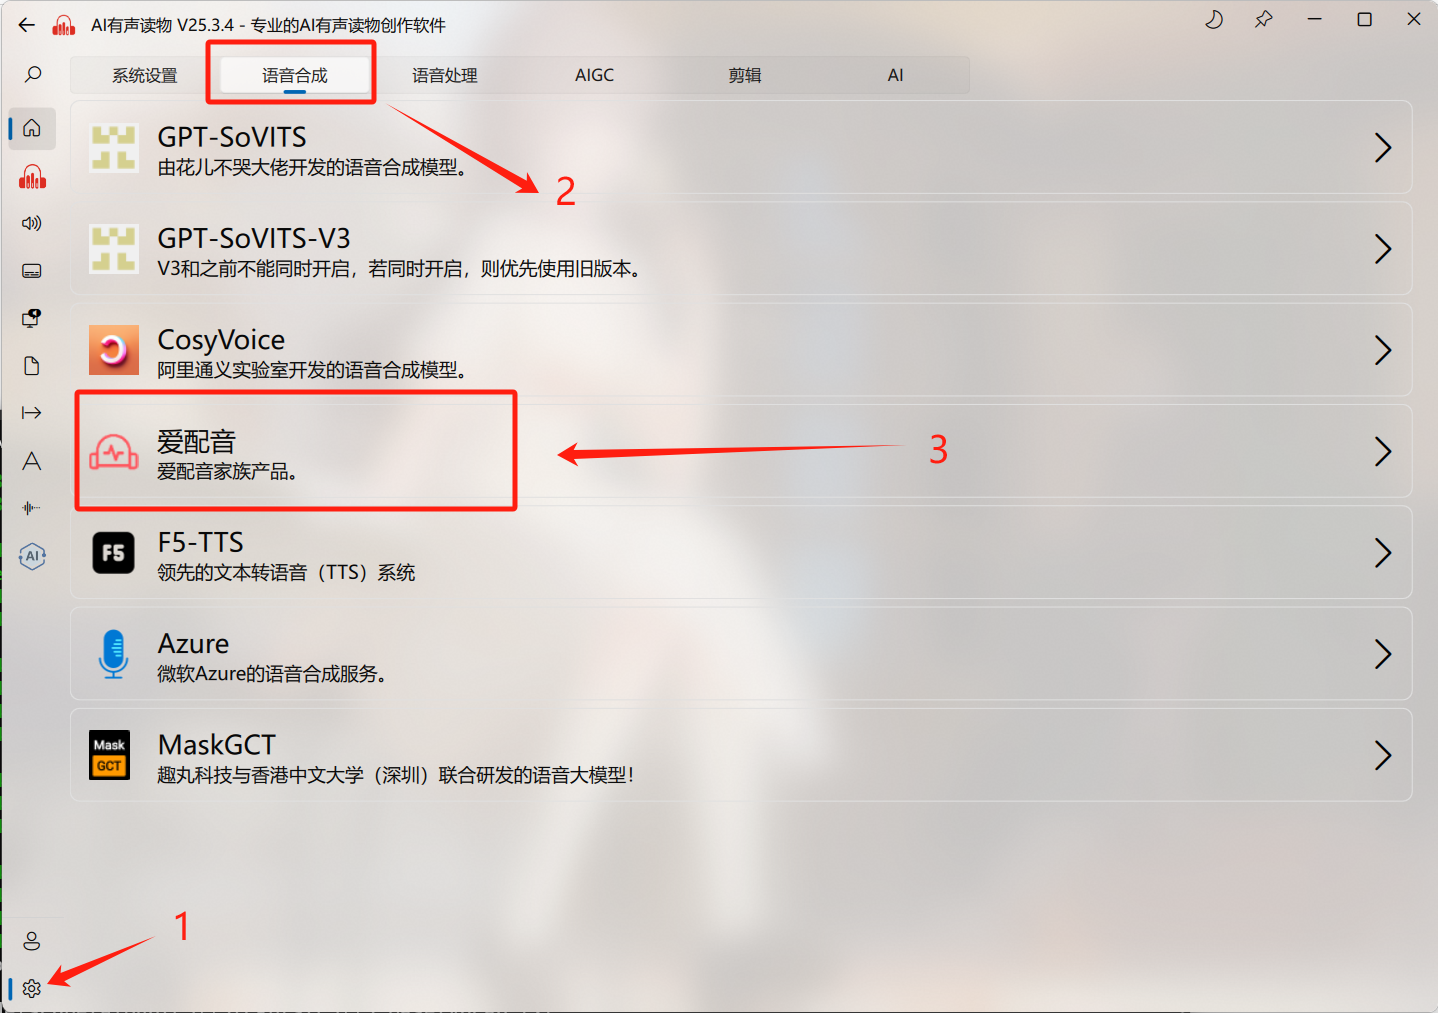 AI有声读物 V25.3.4 - 专业的AI有声读物创作软件
系统设置 语音合成 语音处理 AIGC 剪辑 AI
GPT-SoVITS
由花儿不哭大佬开发的语音合成模型。
2
GPT-SoVITS-V3
V3和之前不能同时开启，若同时开启，则优先使用旧版本。
CosyVoice
阿里通义实验室开发的语音合成模型。
爱配音
爱配音家族产品。
3
F5
F5-TTS
领先的文本转语音（TTS）系统
AI
Azure
微软Azure的语音合成服务。
Mask
GCT
MaskGCT
趣丸科技与香港中文大学（深圳）联合研发的语音大模型！
1